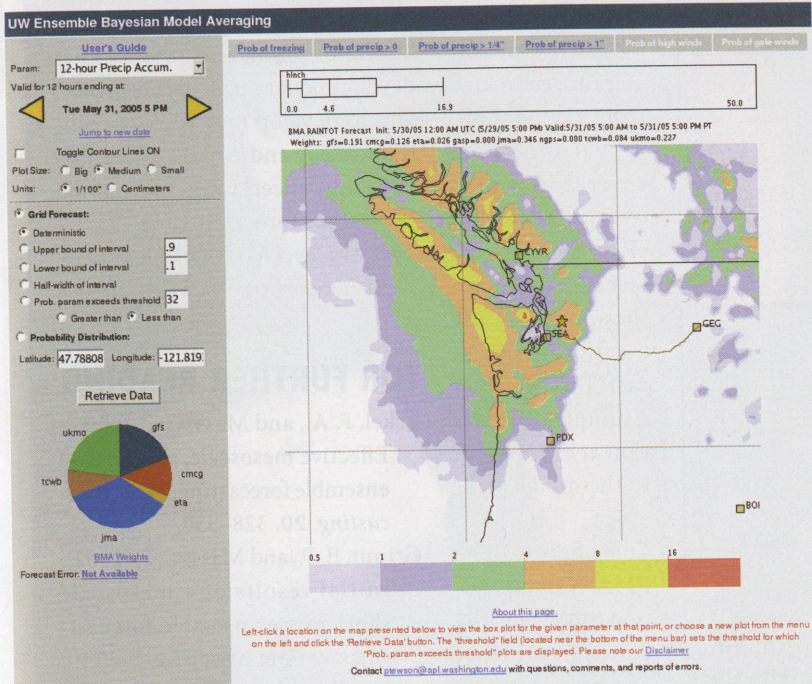 UW Ensemble Bayesian Model Averaging
User's Guide
Param: 12-hour Precip Accum.
Valid for 12 hours ending at:
Tue May 31, 2005 5 PM
Jump to new date
Toggle Contour Lines ON
Plot Size: Big Medium Small
Units: 1/100" Centimeters
Grid Forecast:
Deterministic
Upper bound of interval .9
Lower bound of interval .1
Half-width of interval
Prob. param exceeds threshold 32
Greater than Less than
Probability Distribution:
Latitude: 47.78808 Longitude: -121.819
Retrieve Data
ukmo
gfs
tcwb
cmcg
eta
jma
BMA Weights
Forecast Error: Not Available
Prob of freezing Prob of precip > 0 Prob of precip > 1/4" Prob of precip > 1" Prob of high winds Prob of gale winds
hInch
0.0 4.6 16.9 50.0
BMA RAINTOT Forecast Init: 5/30/05 12:00 AM UTC (5/29/05 5:00 PM) Valid:5/31/05 5:00 AM to 5/31/05 5:00 PM PT
Weights: gfs=0.191 cmcg=0.126 eta=0.026 gasp=0.000 jma=0.346 ngps=0.000 tcwb=0.084 ukmo=0.227
CYVR
GEG
SEA
PDX
BOI
0.5 1 2 4 8 16
About this page.
Left-click a location on the map presented below to view the box plot for the given parameter at that point, or choose a new plot from the menu
on the left and click the 'Retrieve Data' button. The "threshold" field (located near the bottom of the menu bar) sets the threshold for which
"Prob. param exceeds threshold" plots are displayed. Please note our Disclaimer
Contact ptewson@apl.washington.edu with questions, comments, and reports of errors.